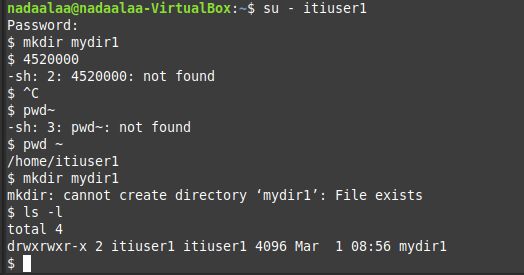 nadaalaa@nadaalaa-VirtualBox:~$ su - itiuser1
Password:
$ mkdir mydir1
$ 4520000
-sh: 2: 4520000: not found
$ ^C
$ pwd~
-sh: 3: pwd~: not found
$ pwd ~
/home/itiuser1
$ mkdir mydir1
mkdir: cannot create directory ‘mydir1’: File exists
$ ls -l
total 4
drwxrwxr-x 2 itiuser1 itiuser1 4096 Mar  1 08:56 mydir1
$